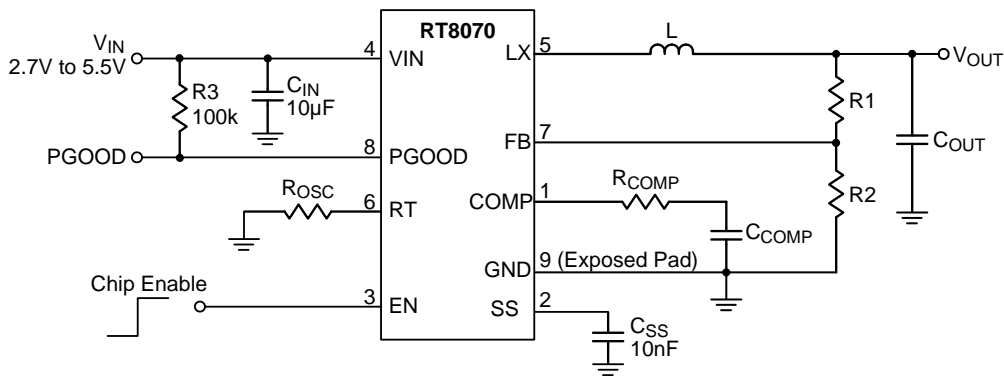 RT8070
V_IN
2.7V to 5.5V
4
VIN
LX
5
L
V_OUT
R3
100k
C_IN
10µF
R1
PGOOD
8
PGOOD
FB
7
C_OUT
R_OSC
6
RT
COMP
1
R_COMP
R2
C_COMP
GND
9 (Exposed Pad)
Chip Enable
3
EN
SS
2
C_SS
10nF